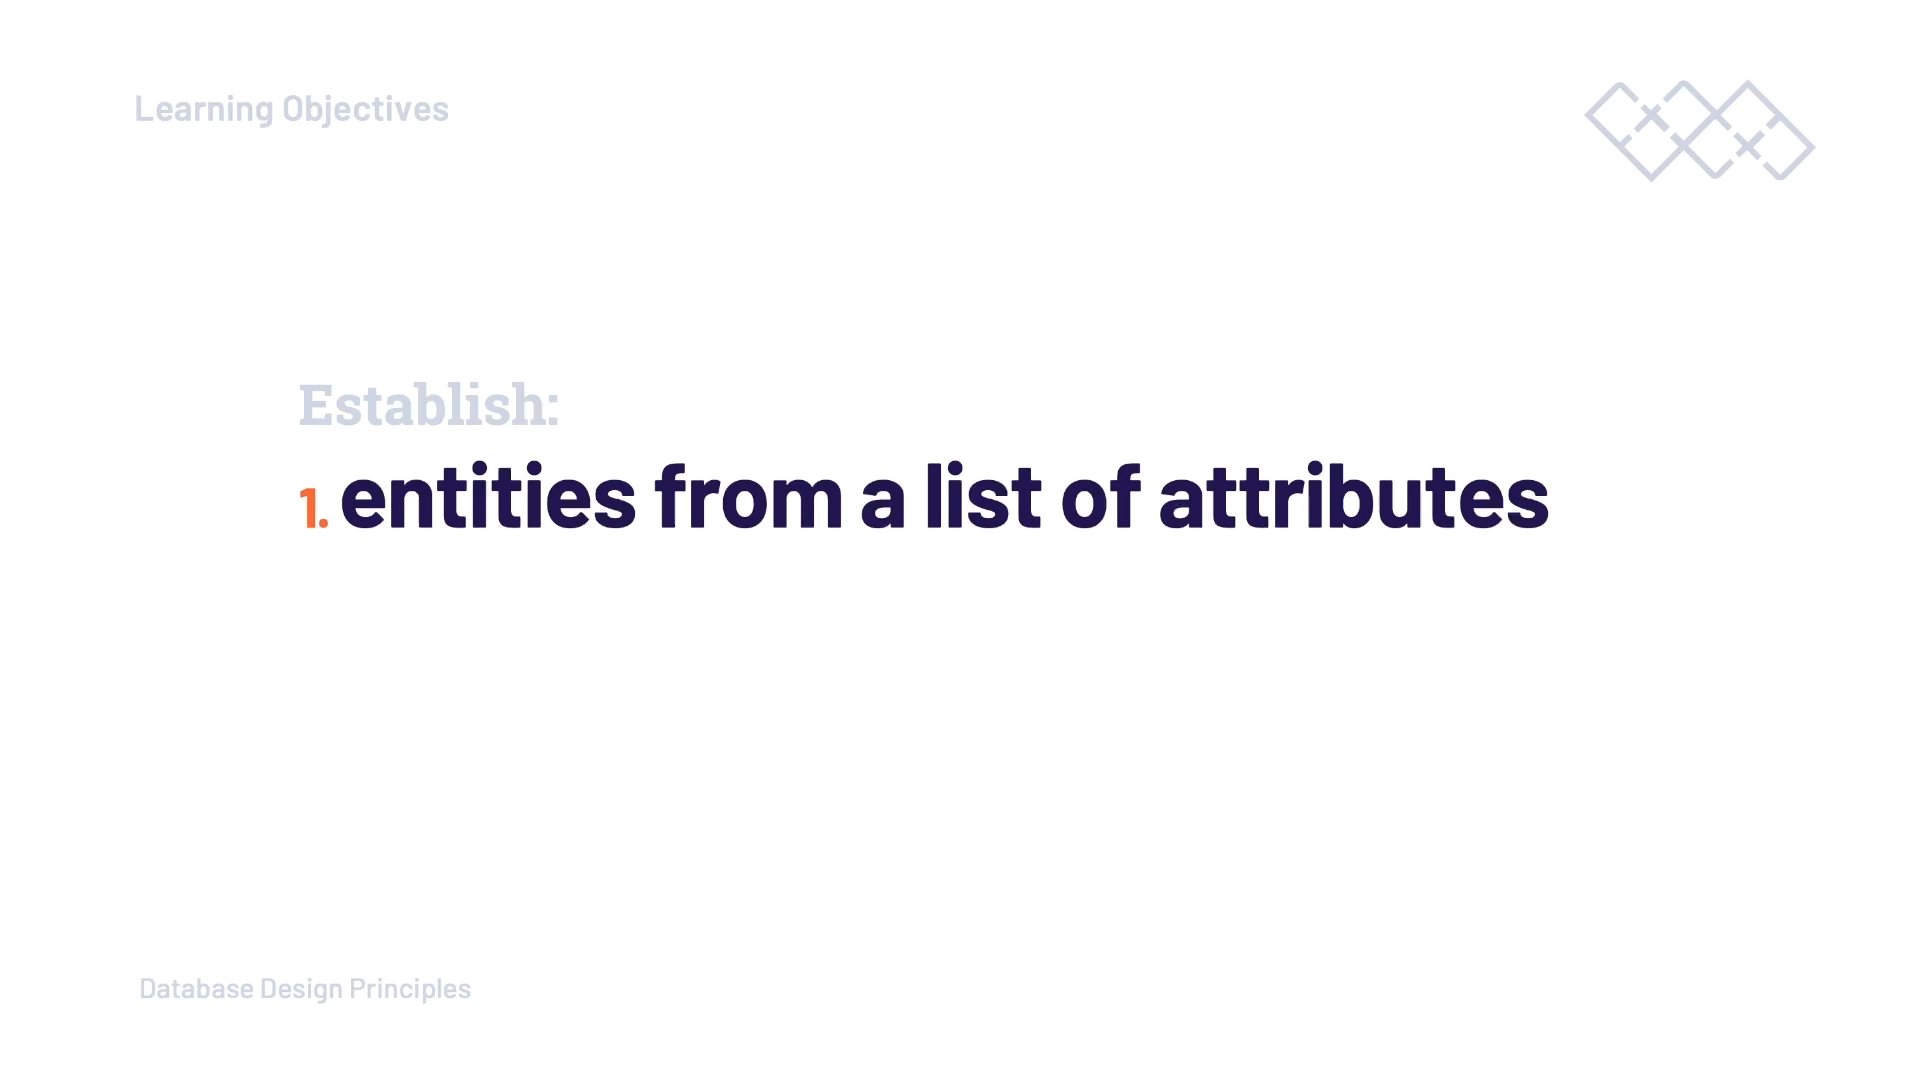 Learning Objectives
Establish:
1. entities from a list of attributes
Database Design Principles